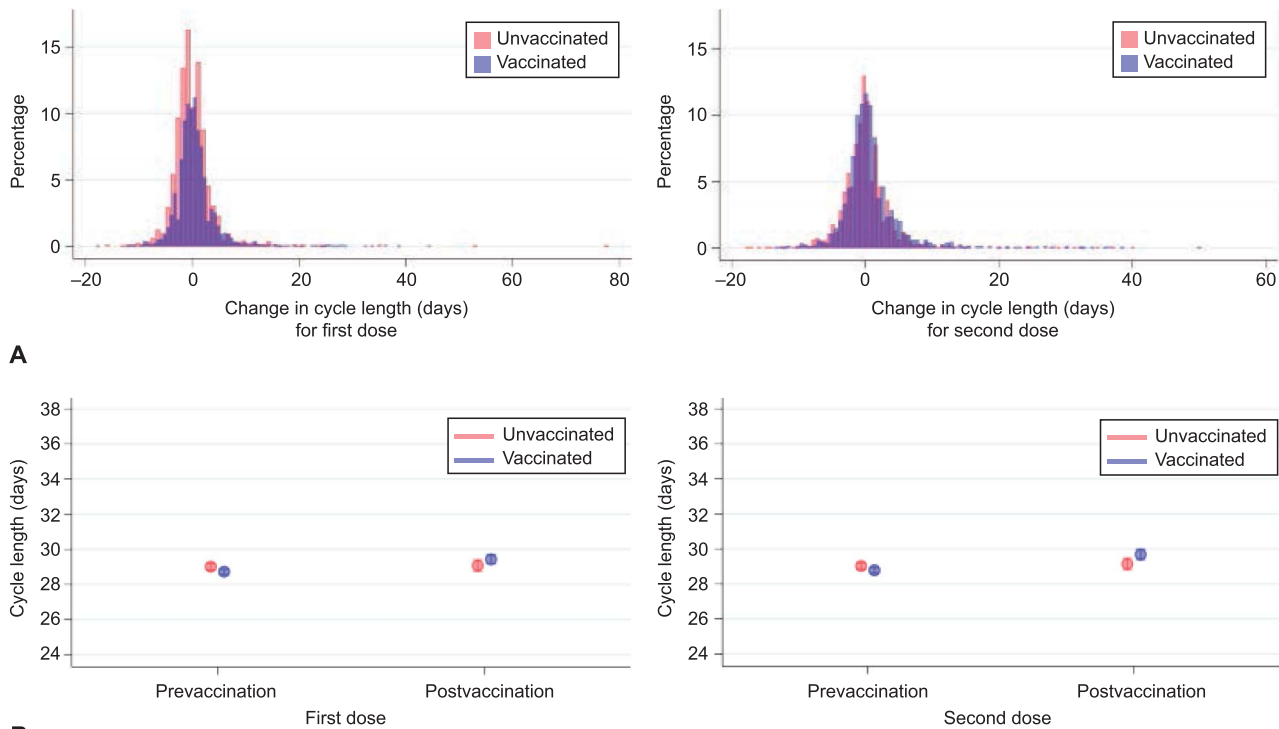 15
10
5
0
Percentage
Unvaccinated
Vaccinated
–20 0 20 40 60 80
Change in cycle length (days)
for first dose
15
10
5
0
Percentage
Unvaccinated
Vaccinated
–20 0 20 40 60
Change in cycle length (days)
for second dose
A
38
36
34
32
30
28
26
24
Cycle length (days)
Unvaccinated
Vaccinated
Prevaccination Postvaccination
First dose
38
36
34
32
30
28
26
24
Cycle length (days)
Unvaccinated
Vaccinated
Prevaccination Postvaccination
Second dose